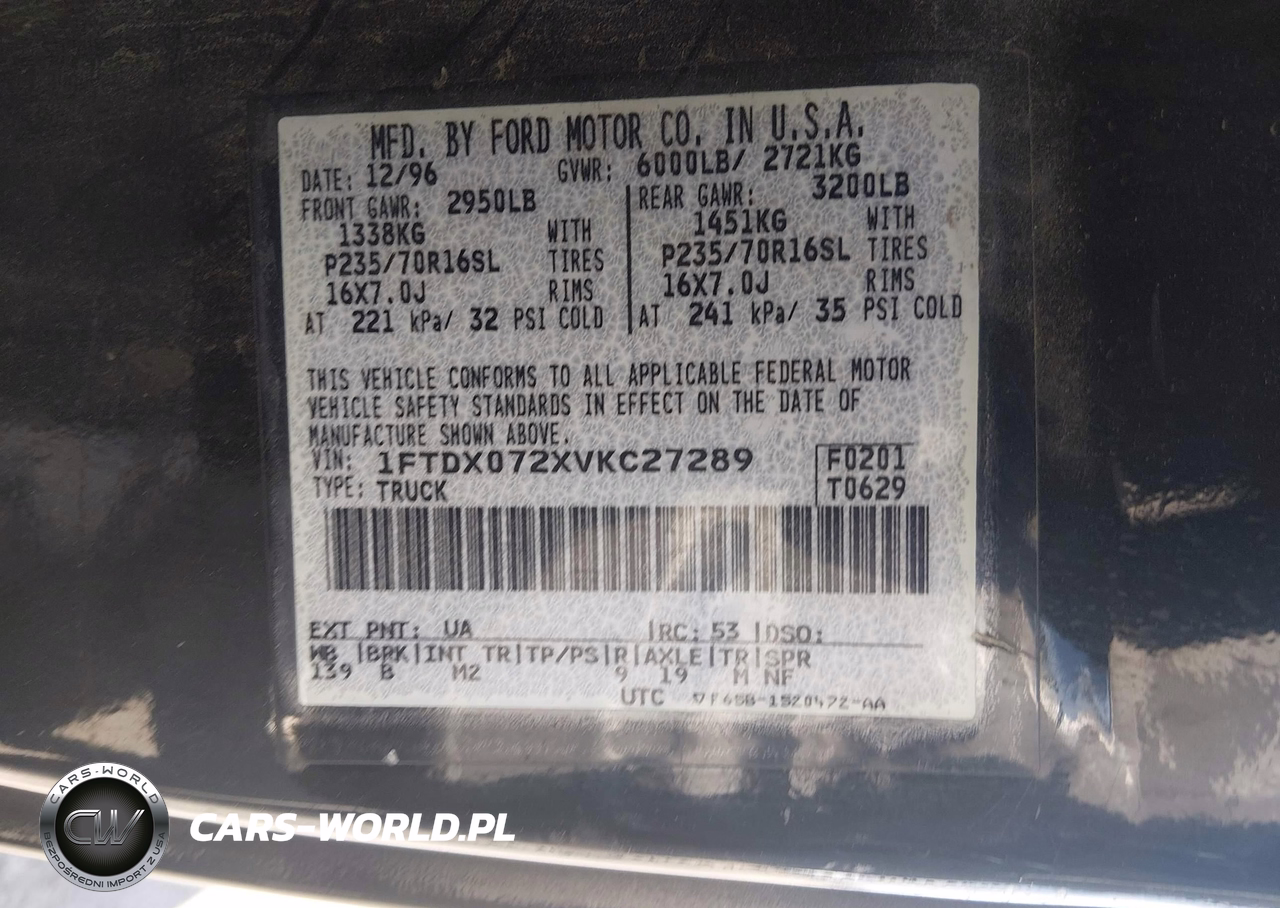 MFD. BY FORD MOTOR CO. IN U.S.A.
DATE: 12/96 GVWR: 6000LB/ 2721KG
FRONT GAWR: 2950LB REAR GAWR: 3200LB
1338KG WITH 1451KG WITH
P235/70R16SL TIRES P235/70R16SL TIRES
16X7.0J RIMS 16X7.0J RIMS
AT 221 kPa/ 32 PSI COLD AT 241 kPa/ 35 PSI COLD
THIS VEHICLE CONFORMS TO ALL APPLICABLE FEDERAL MOTOR
VEHICLE SAFETY STANDARDS IN EFFECT ON THE DATE OF
MANUFACTURE SHOWN ABOVE.
VIN: 1FTDX072XVKC27289 F0201
TYPE: TRUCK T0629
EXT PNT: UA RC: 53 DSO:
WB BRK INT TR TP/PS R AXLE TR SPR
139 B M2 9 19 M NF
UTC
CARS-WORLD
CW
BEZPOŚREDNI IMPORT Z USA
CARS-WORLD.PL